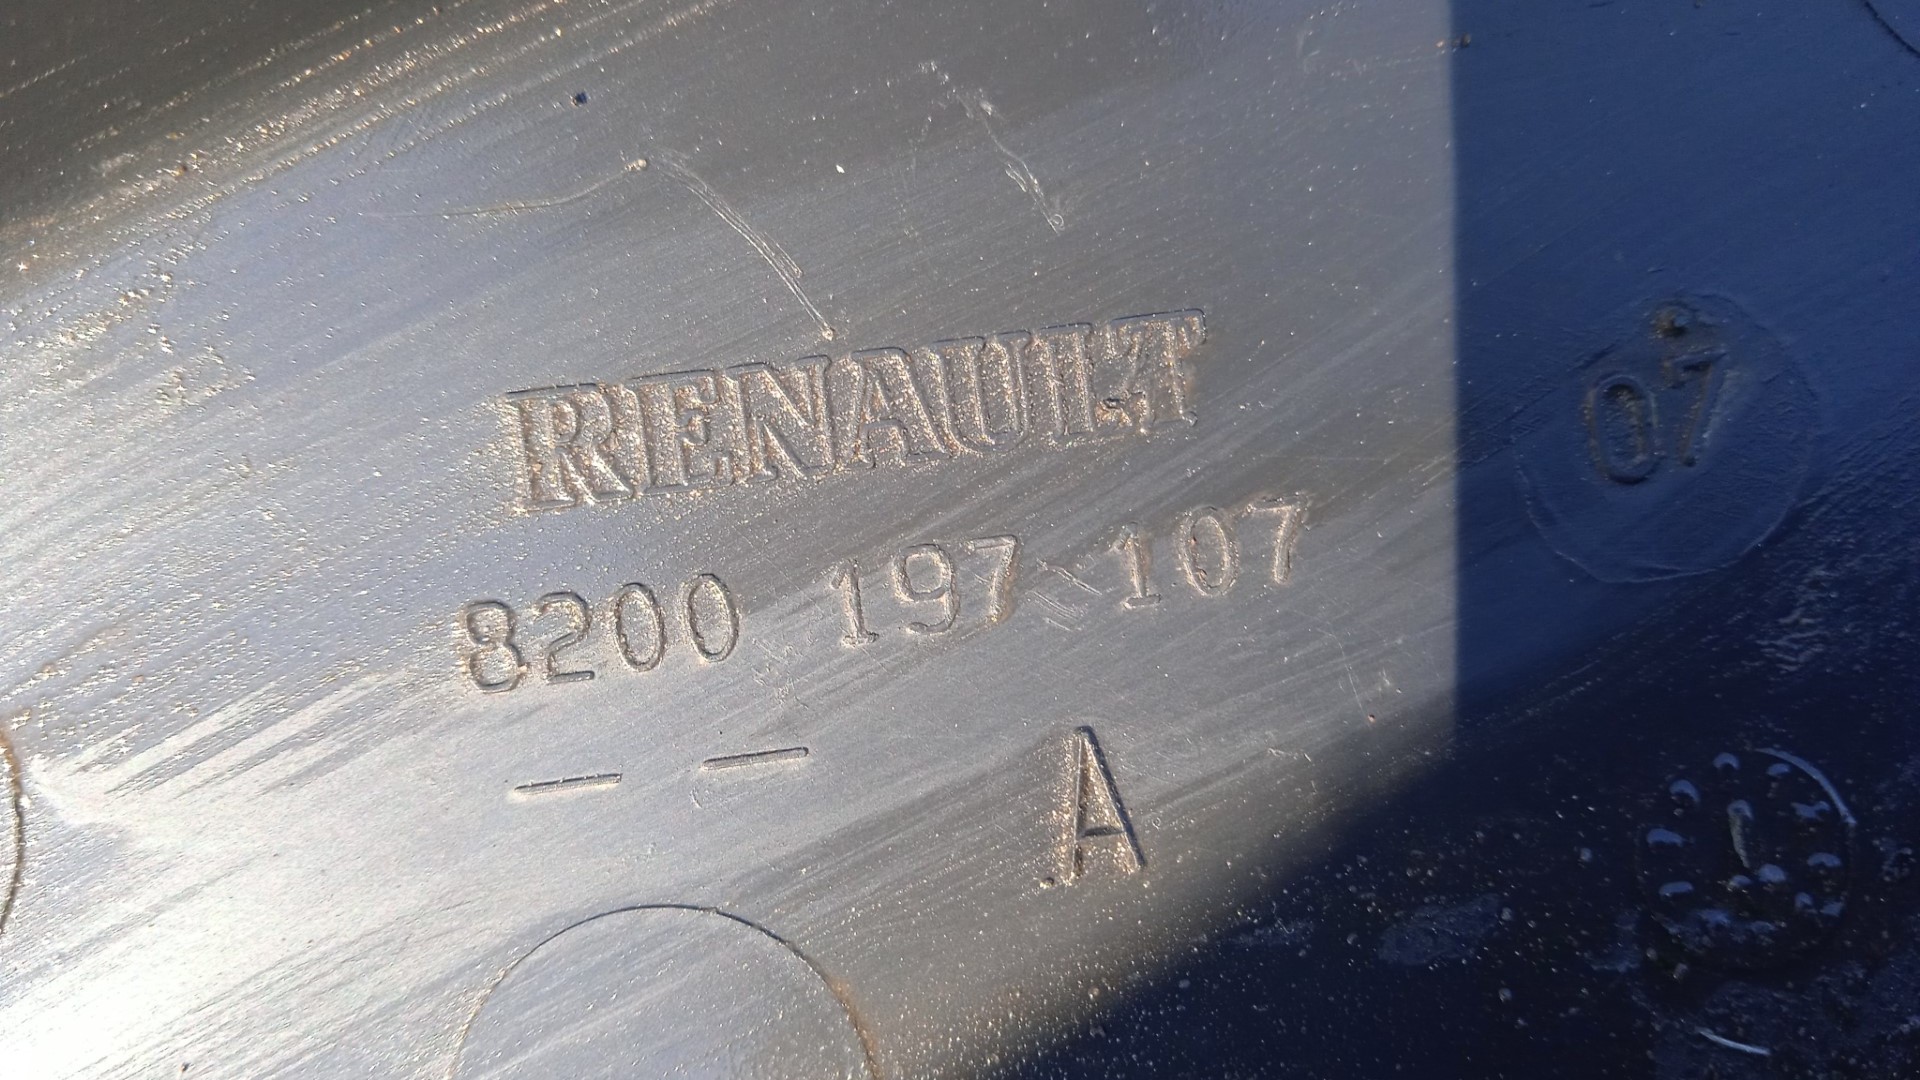 RENAULT
07
8200 197 107
— — A